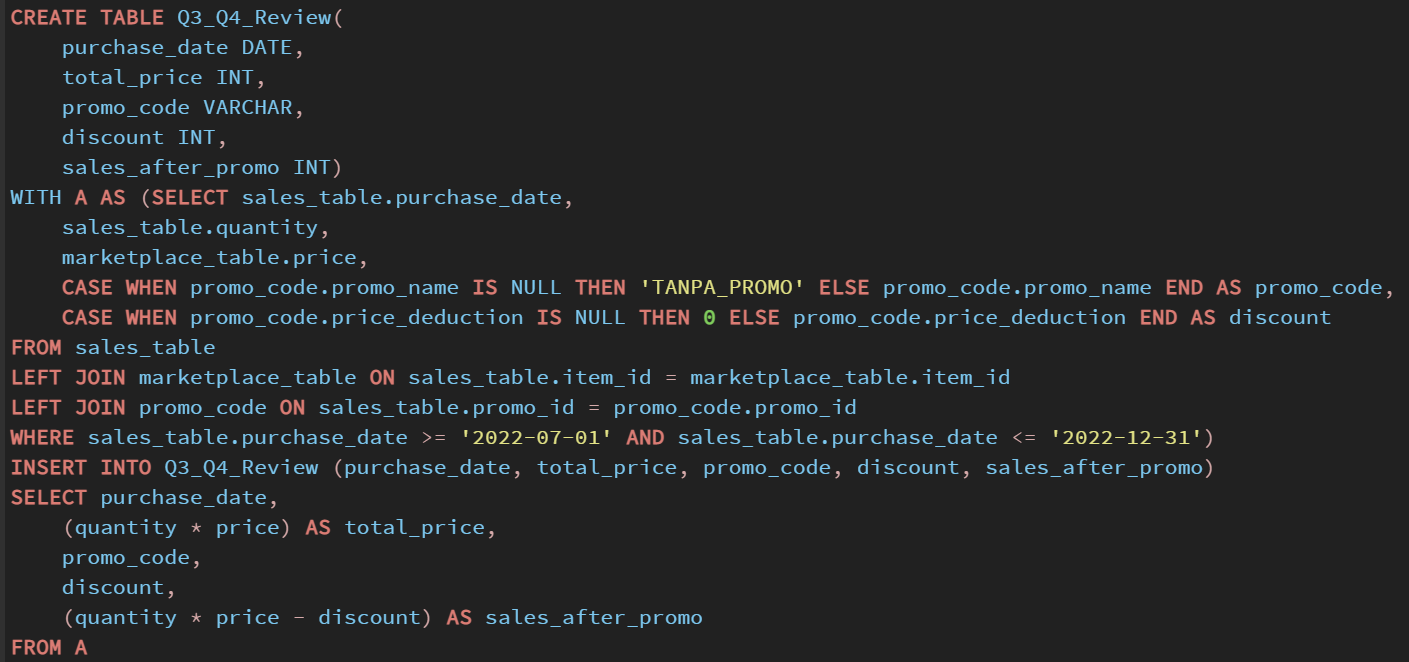 CREATE TABLE Q3_Q4_Review(
    purchase_date DATE,
    total_price INT,
    promo_code VARCHAR,
    discount INT,
    sales_after_promo INT)
WITH A AS (SELECT sales_table.purchase_date,
    sales_table.quantity,
    marketplace_table.price,
    CASE WHEN promo_code.promo_name IS NULL THEN 'TANPA_PROMO' ELSE promo_code.promo_name END AS promo_code,
    CASE WHEN promo_code.price_deduction IS NULL THEN 0 ELSE promo_code.price_deduction END AS discount
FROM sales_table
LEFT JOIN marketplace_table ON sales_table.item_id = marketplace_table.item_id
LEFT JOIN promo_code ON sales_table.promo_id = promo_code.promo_id
WHERE sales_table.purchase_date >= '2022-07-01' AND sales_table.purchase_date <= '2022-12-31')
INSERT INTO Q3_Q4_Review (purchase_date, total_price, promo_code, discount, sales_after_promo)
SELECT purchase_date,
    (quantity * price) AS total_price,
    promo_code,
    discount,
    (quantity * price - discount) AS sales_after_promo
FROM A